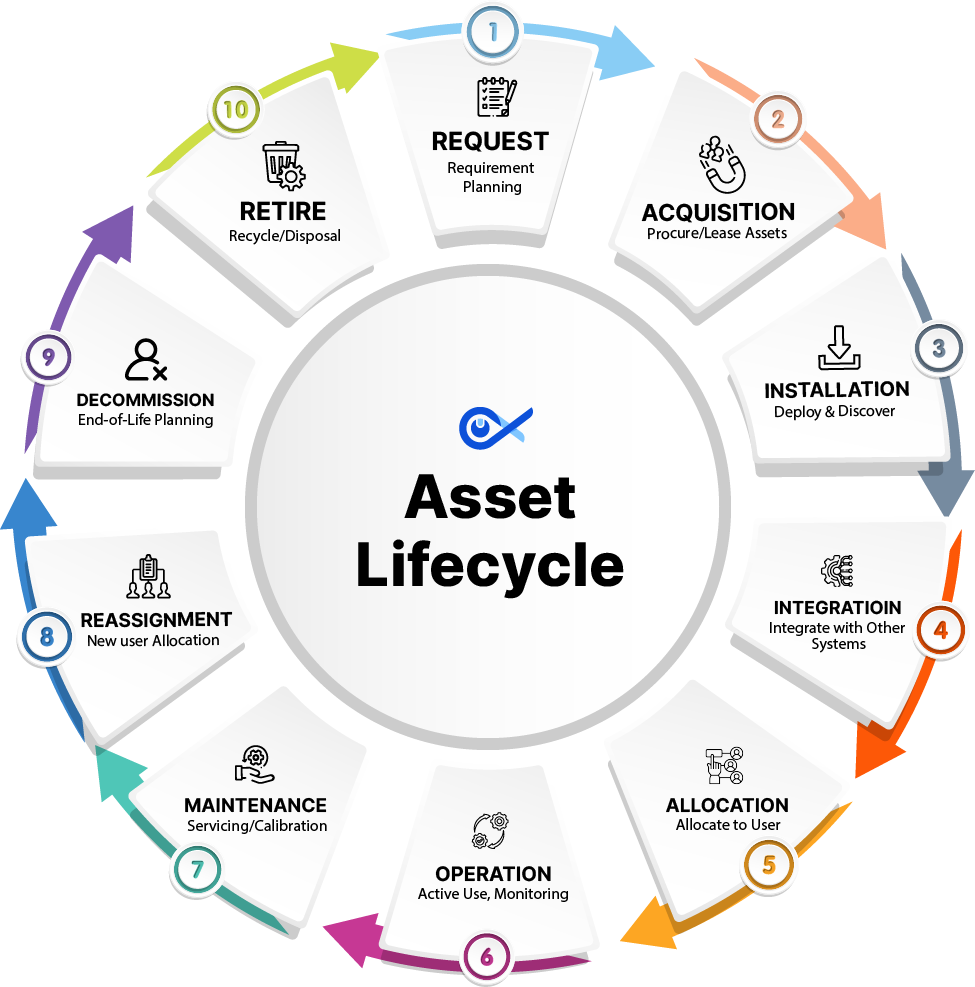 Asset
Lifecycle
1
REQUEST
Requirement
Planning
2
ACQUISITION
Procure/Lease Assets
3
INSTALLATION
Deploy & Discover
4
INTEGRATIOIN
Integrate with Other
Systems
5
ALLOCATION
Allocate to User
6
OPERATION
Active Use, Monitoring
7
MAINTENANCE
Servicing/Calibration
8
REASSIGNMENT
New user Allocation
9
DECOMMISSION
End-of-Life Planning
10
RETIRE
Recycle/Disposal